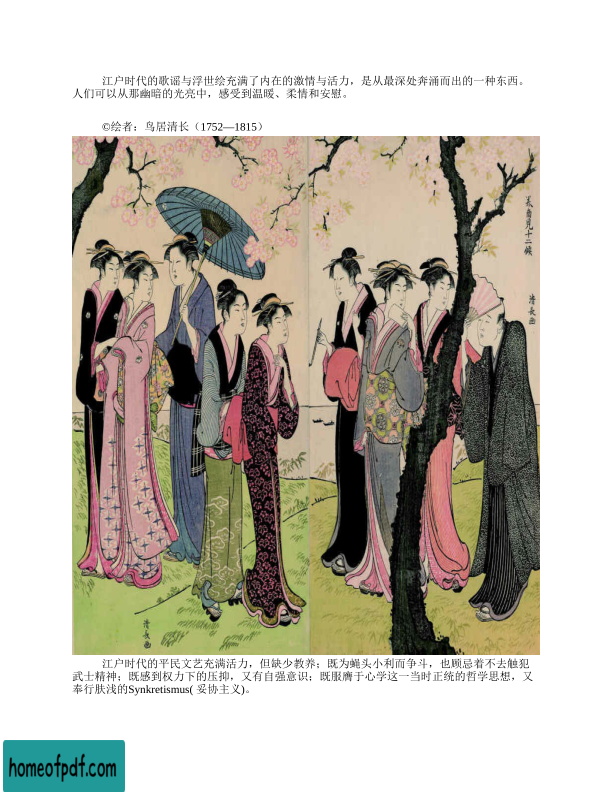 江户时代的歌谣与浮世绘充满了内在的激情与活力，是从最深处奔涌而出的一种东西。
人们可以从那幽暗的光亮中，感受到温暖、柔情和安慰。
©绘者：鸟居清长（1752—1815）
美南見十二候
清長画
清長画
江户时代的平民文艺充满活力，但缺少教养；既为蝇头小利而争斗，也顾忌着不去触犯
武士精神；既感到权力下的压抑，又有自强意识；既服膺于心学这一当时正统的哲学思想，又
奉行肤浅的Synkretismus( 妥协主义)。
homeofpdf.com